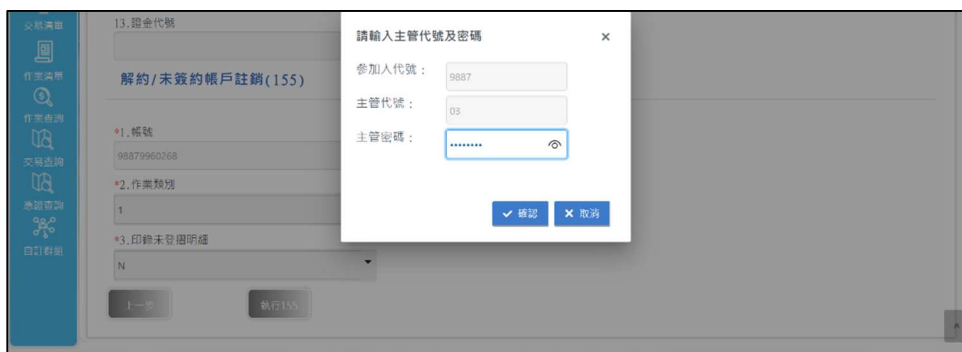 交易清單
作業清單
作業查詢
交易查詢
憑證查詢
自訂群組
13.證金代號
解約/未簽約帳戶註銷(155)
*1.帳號
98879960268
*2.作業類別
1
*3.印錄未登摺明細
N
上一步
執行155
請輸入主管代號及密碼
×
參加人代號：
9887
主管代號：
03
主管密碼：
••••••••
✓ 確認
✕ 取消